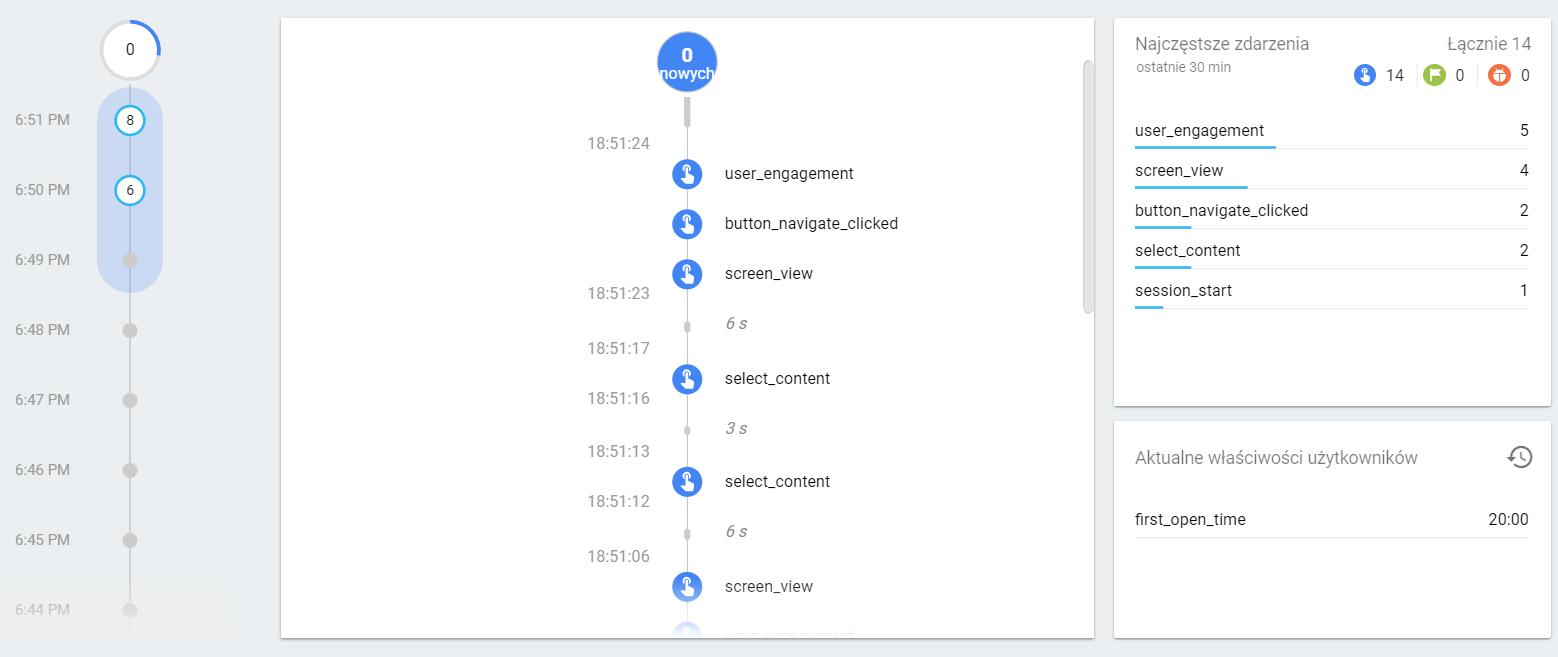 0
6:51 PM 8
6:50 PM 6
6:49 PM
6:48 PM
6:47 PM
6:46 PM
6:45 PM
6:44 PM
0
nowych
18:51:24
user_engagement
button_navigate_clicked
screen_view
18:51:23
6 s
18:51:17
select_content
18:51:16
3 s
18:51:13
select_content
18:51:12
6 s
18:51:06
screen_view
user_engagement
Najczęstsze zdarzenia Łącznie 14
ostatnie 30 min
14 0 0
user_engagement 5
screen_view 4
button_navigate_clicked 2
select_content 2
session_start 1
Aktualne właściwości użytkowników
first_open_time 20:00